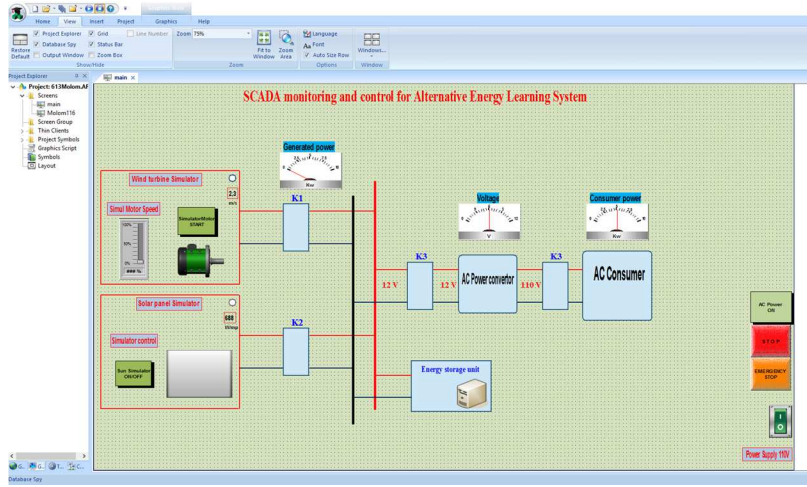 Home View Insert Project Graphics Help
Restore Default
Project Explorer
Grid
Line Number
Database Spy
Status Bar
Output Window
Zoom Box
Show/Hide
Zoom 75%
Fit to Window
Zoom Area
Zoom
Language
Font
Auto Size Row
Options
Windows...
Window
Project Explorer
main
Project: 613Molom.AF
Screens
main
Molom116
Screen Group
Thin Clients
Project Symbols
Graphics Script
Symbols
Layout
SCADA monitoring and control for Alternative Energy Learning System
Generated power
Kw
Wind turbine Simulator
2,3
m/s
Simul Motor Speed
100%
50%
0%
### %
SimulatorMotor
START
K1
Voltage
V
Consumer power
Kw
K3
K3
12 V
12 V
110 V
AC Power convertor
AC Consumer
Solar panel Simulator
688
W/mp
Simulator control
Sun Simulator
ON/OFF
K2
Energy storage unit
AC Power
ON
STOP
EMERGENCY
STOP
Power Supply 110V
G... G... T... C...
Database Spy